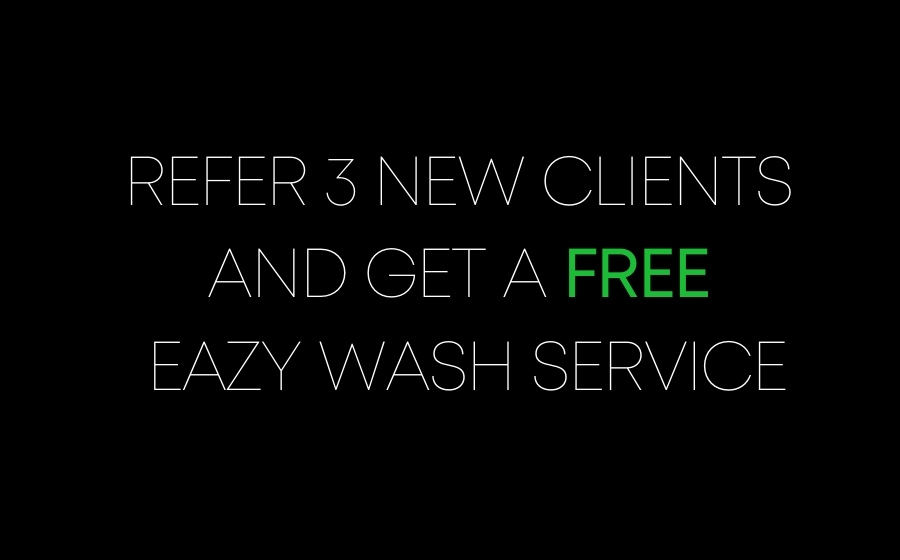 REFER 3 NEW CLIENTS
AND GET A FREE
EAZY WASH SERVICE